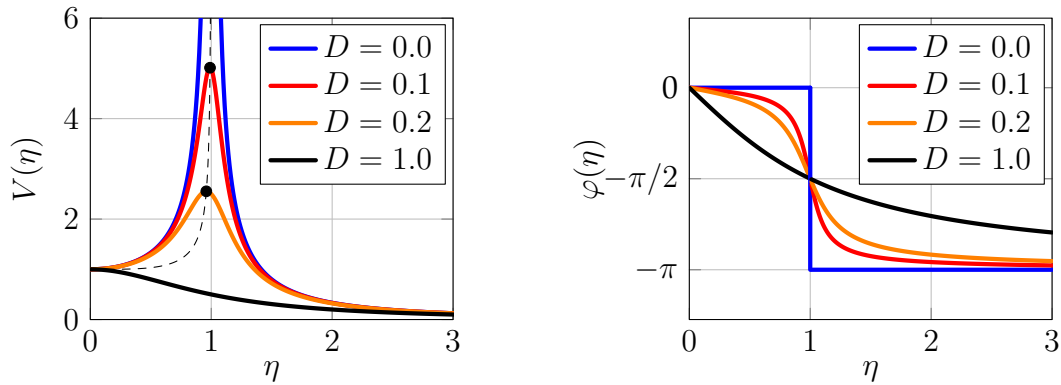 V(η)
6
4
2
0
0
1
2
3
η
D = 0.0
D = 0.1
D = 0.2
D = 1.0
φ(η)
0
−π/2
−π
0
1
2
3
η
D = 0.0
D = 0.1
D = 0.2
D = 1.0